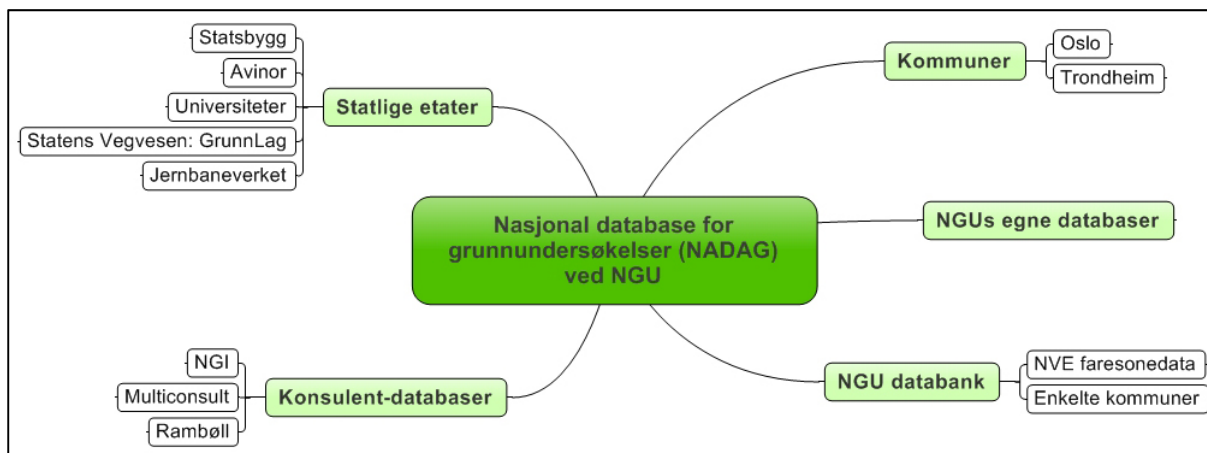 Statsbygg
Avinor
Universiteter
Statens Vegvesen: GrunnLag
Jernbaneverket
Statlige etater
Kommuner
Oslo
Trondheim
Nasjonal database for
grunnundersøkelser (NADAG)
ved NGU
NGUs egne databaser
NGI
Multiconsult
Rambøll
Konsulent-databaser
NGU databank
NVE faresonedata
Enkelte kommuner